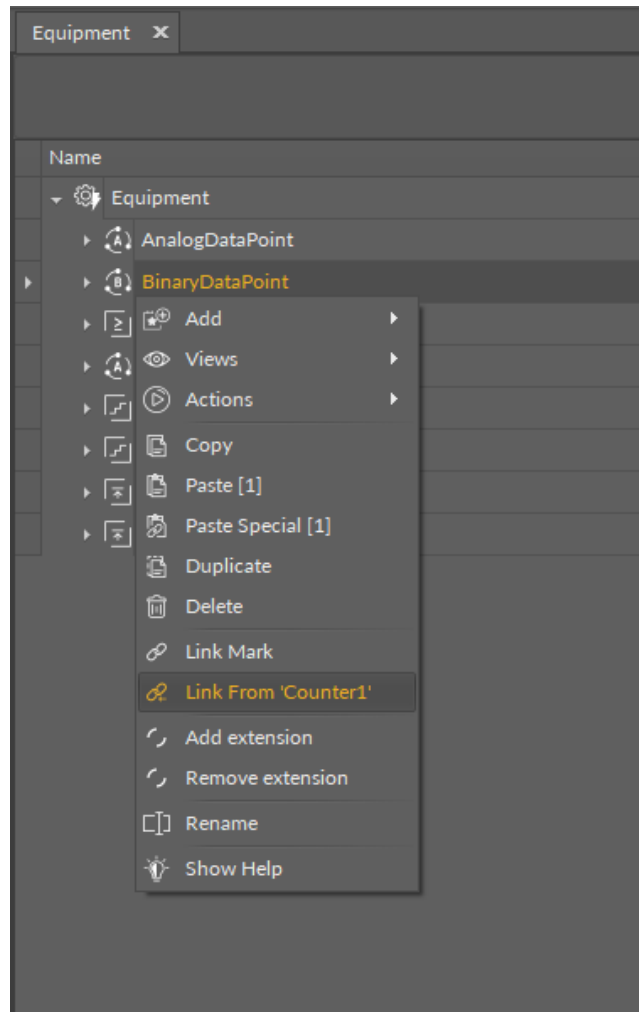 Equipment
Name
Equipment
AnalogDataPoint
BinaryDataPoint
Add
Views
Actions
Copy
Paste [1]
Paste Special [1]
Duplicate
Delete
Link Mark
Link From 'Counter1'
Add extension
Remove extension
Rename
Show Help